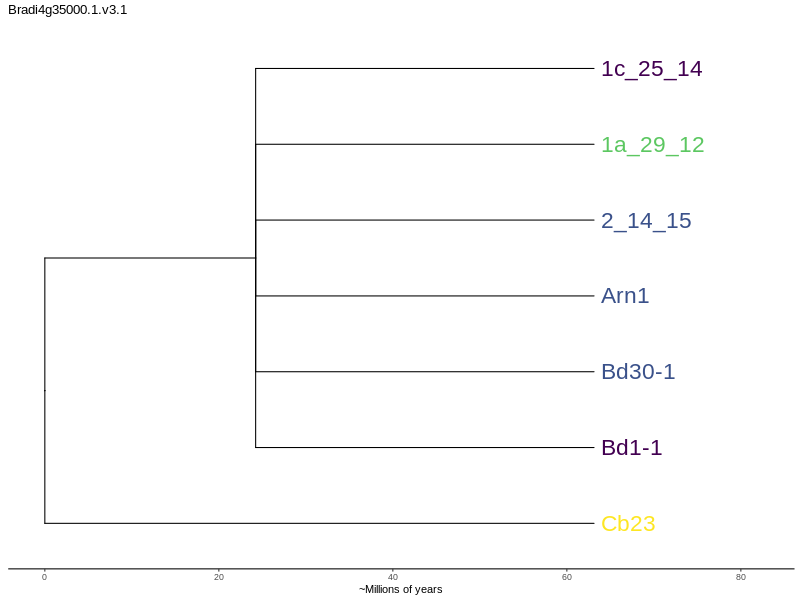 Bradi4g35000.1.v3.1
1c_25_14
1a_29_12
2_14_15
Arn1
Bd30-1
Bd1-1
Cb23
0 20 40 60 80
~Millions of years